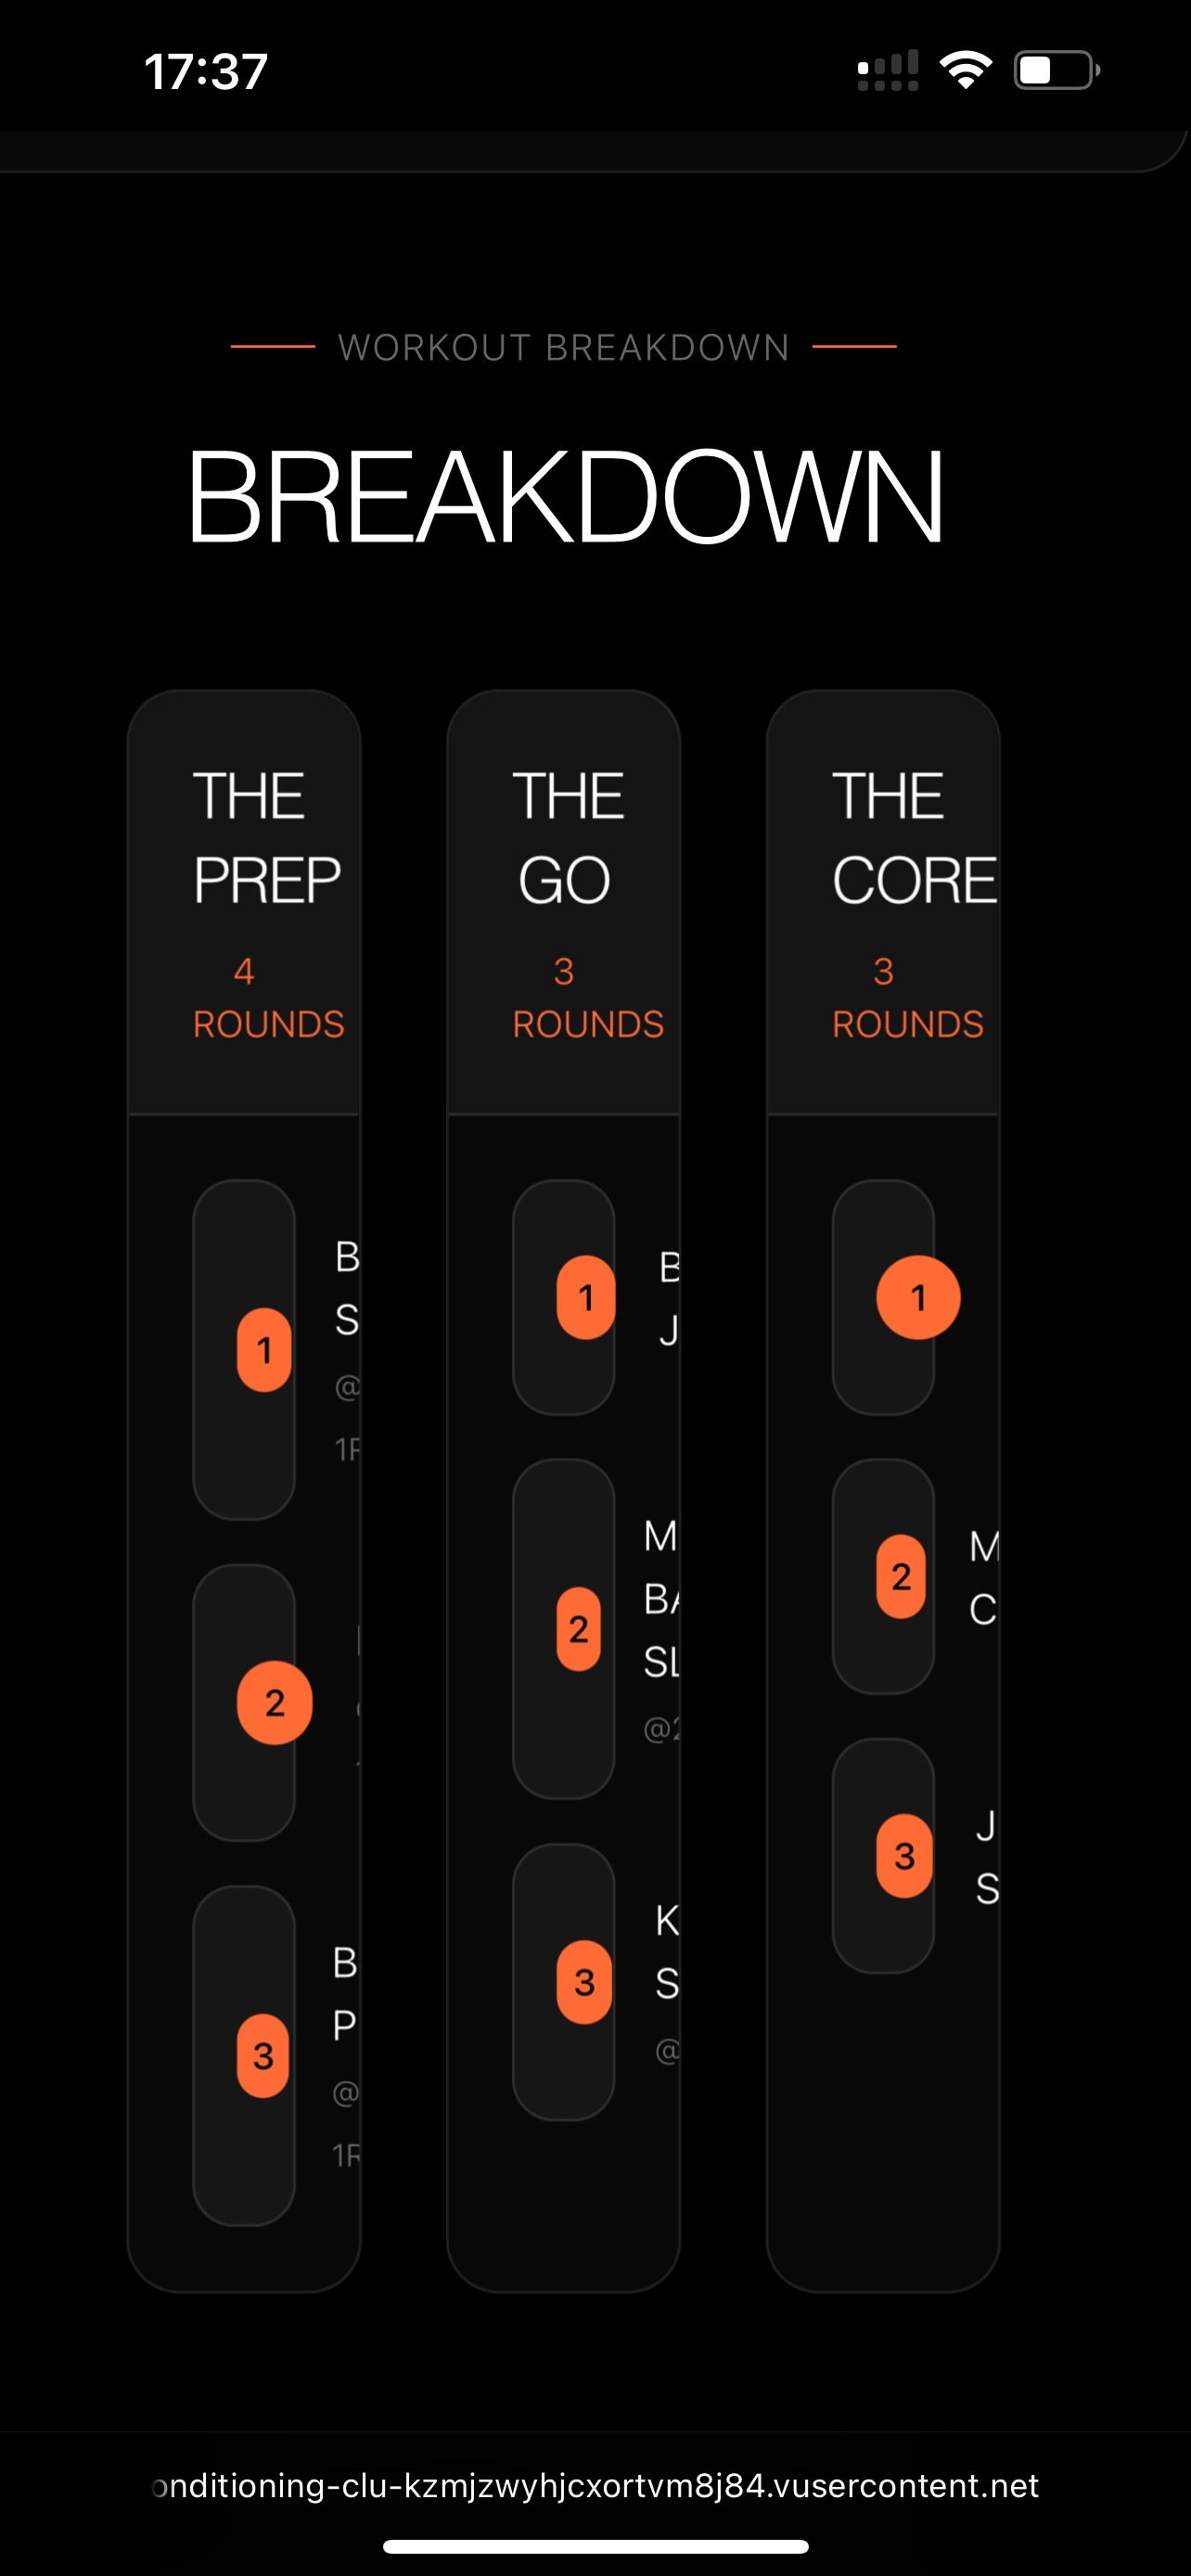 17:37
WORKOUT BREAKDOWN
BREAKDOWN
THE
PREP
4
ROUNDS
1
B
S
@
2
3
B
P
@
THE
GO
3
ROUNDS
1
B
J
2
M
SL
3
K
S
@
THE
CORE
3
ROUNDS
1
2
M
C
3
J
S
onditioning-clu-kzmjzwyhjcxortvm8j84.vusercontent.net